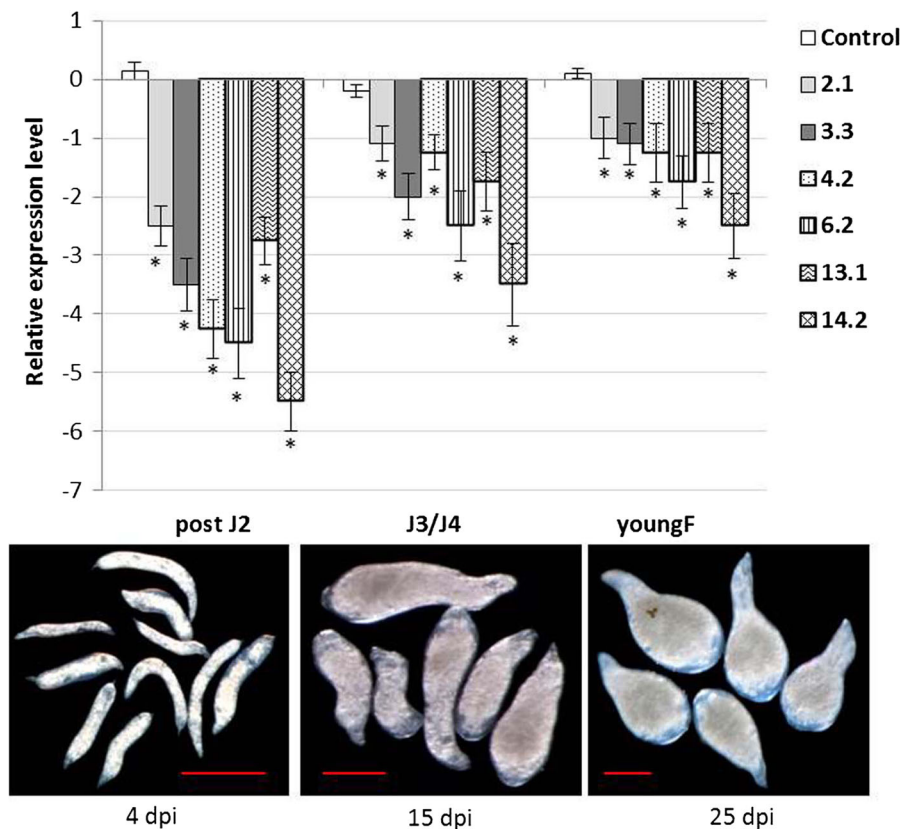 Relative expression level
1
0
-1
-2
-3
-4
-5
-6
-7
* * * * * *
* * * * * *
* * * * * *
Control
2.1
3.3
4.2
6.2
13.1
14.2
post J2 J3/J4 youngF
4 dpi 15 dpi 25 dpi